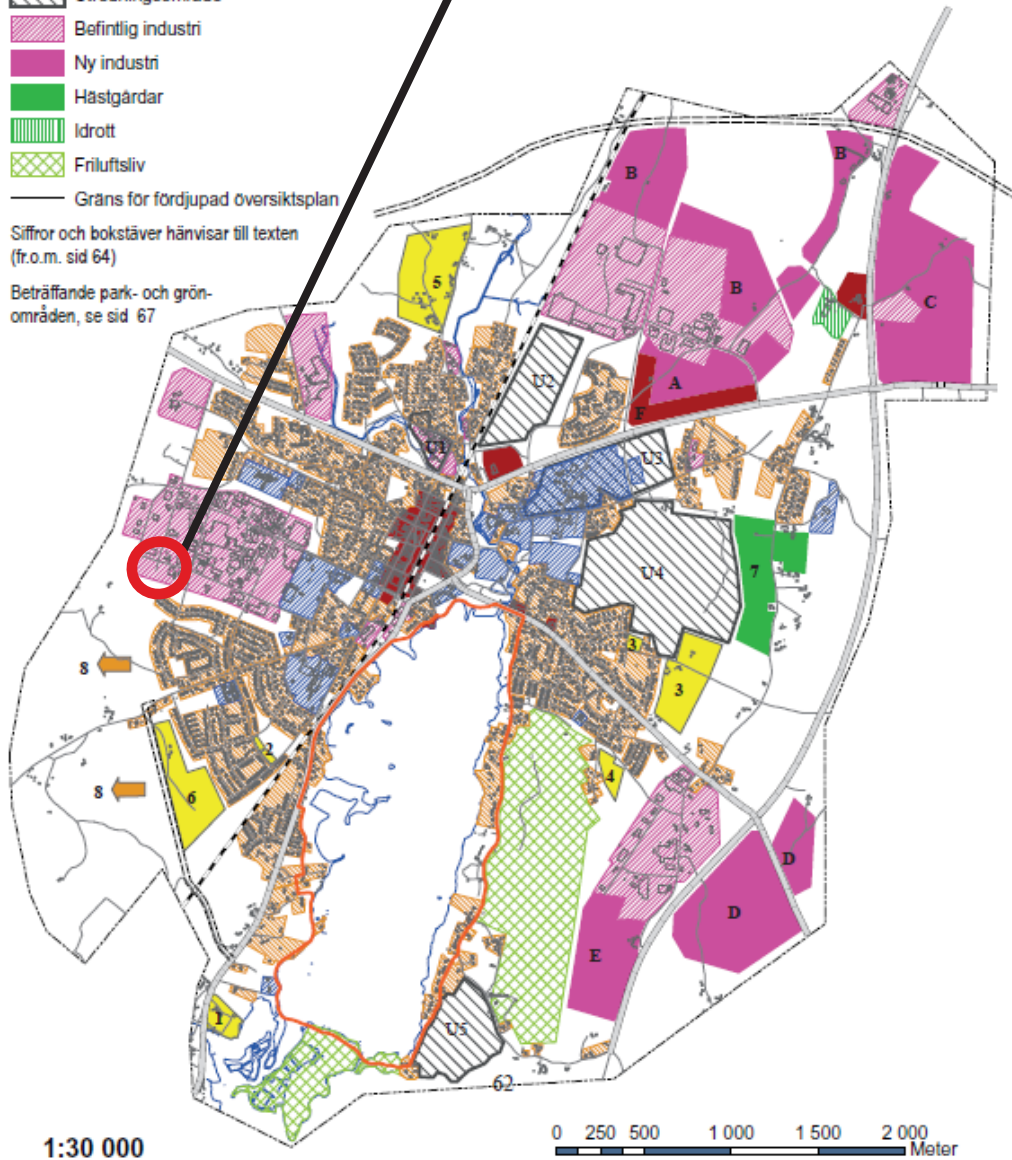 Befintlig industri
Ny industri
Hästgårdar
Idrott
Friluftsliv
Gräns för fördjupad översiktsplan
Siffror och bokstäver hänvisar till texten
(fr.o.m. sid 64)
Beträffande park- och grön-
områden, se sid 67
B
B
5
B
C
U2
A
F
U1
U3
U4
7
8
3
3
2
4
8
6
D
D
E
1
U5
62
1:30 000
0 250 500 1 000 1 500 2 000
Meter